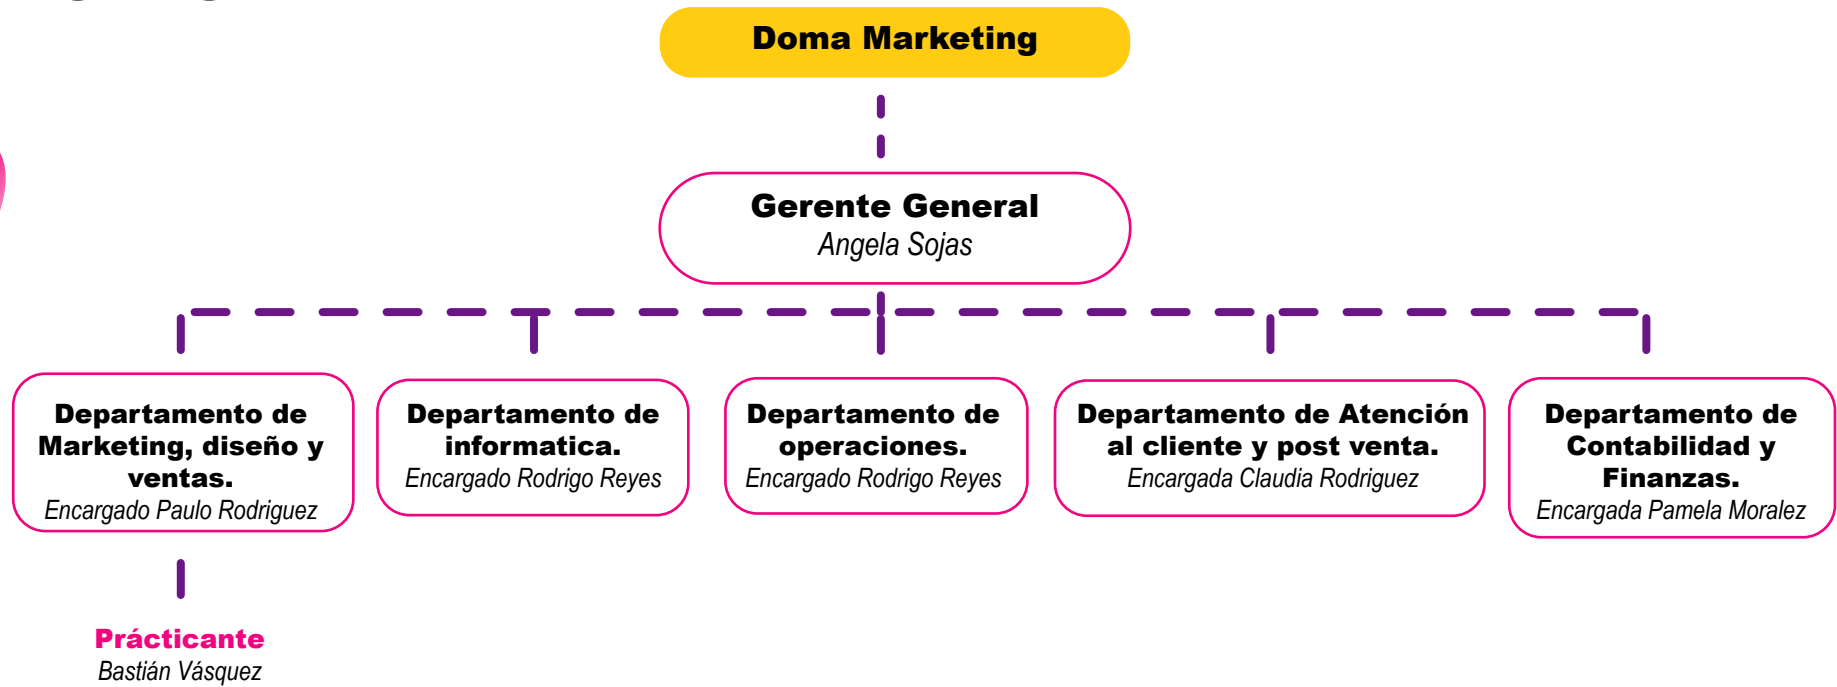 Doma Marketing
Gerente General
Angela Sojas
Departamento de
Marketing, diseño y
ventas.
Encargado Paulo Rodriguez
Departamento de
informatica.
Encargado Rodrigo Reyes
Departamento de
operaciones.
Encargado Rodrigo Reyes
Departamento de Atención
al cliente y post venta.
Encargada Claudia Rodriguez
Departamento de
Contabilidad y
Finanzas.
Encargada Pamela Moralez
Prácticante
Bastián Vásquez